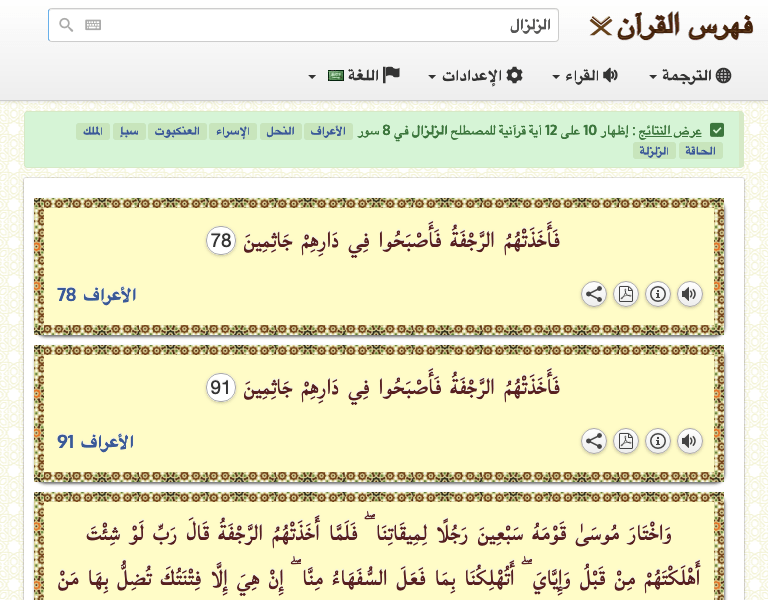 فهرس القرآن
الزلزال
الترجمة القراء الإعدادات اللغة
عرض النتائج : إظهار 10 على 12 آية قرآنية للمصطلح الزلزال في 8 سور الأعراف النحل الإسراء العنكبوت سبإ الملك
الحاقة الزلزلة
فَأَخَذَتْهُمُ الرَّجْفَةُ فَأَصْبَحُوا فِي دَارِهِمْ جَاثِمِينَ 78
الأعراف 78
فَأَخَذَتْهُمُ الرَّجْفَةُ فَأَصْبَحُوا فِي دَارِهِمْ جَاثِمِينَ 91
الأعراف 91
وَاخْتَارَ مُوسَىٰ قَوْمَهُ سَبْعِينَ رَجُلًا لِمِيقَاتِنَا ۖ فَلَمَّا أَخَذَتْهُمُ الرَّجْفَةُ قَالَ رَبِّ لَوْ شِئْتَ
أَهْلَكْتَهُمْ مِنْ قَبْلُ وَإِيَّايَ ۖ أَتُهْلِكُنَا بِمَا فَعَلَ السُّفَهَاءُ مِنَّا ۖ إِنْ هِيَ إِلَّا فِتْنَتُكَ تُضِلُّ بِهَا مَنْ